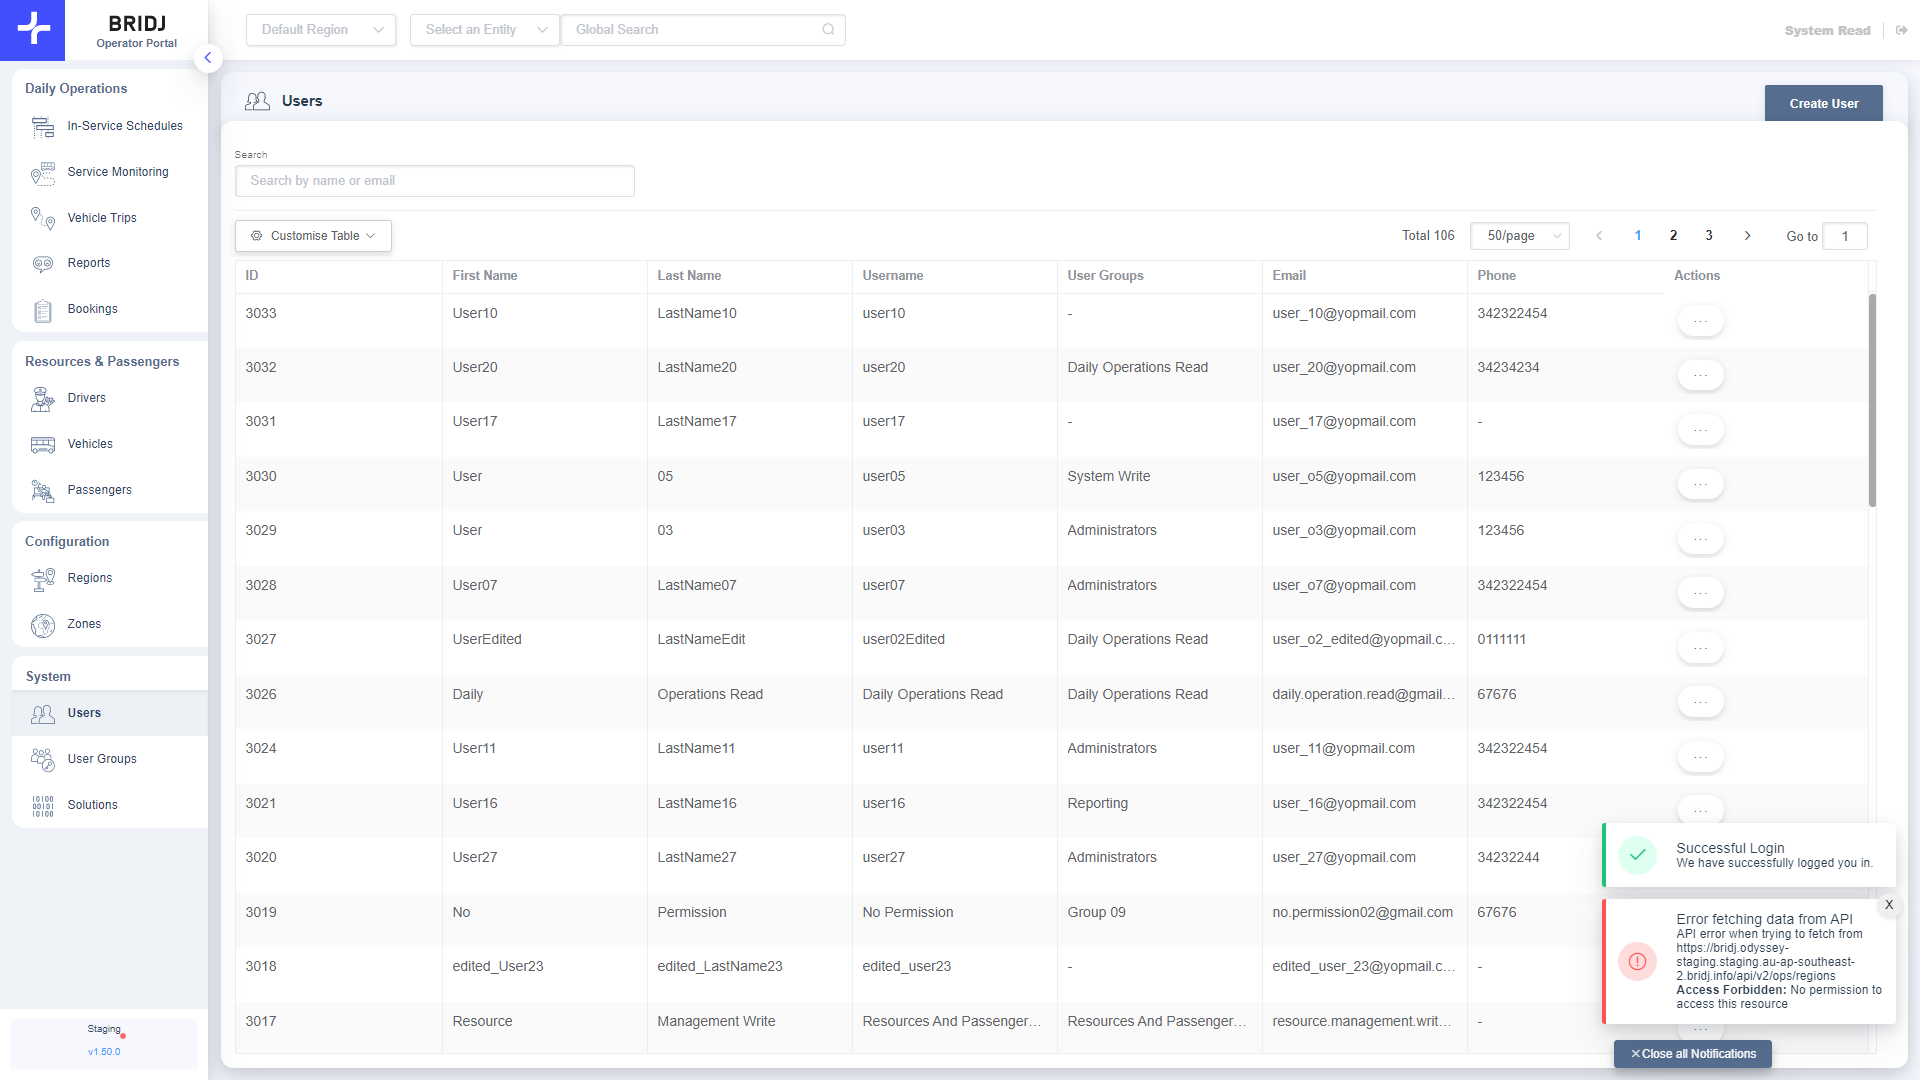 BRIDJ
Operator Portal
Default Region
Select an Entity
Global Search
System Read
Daily Operations
In-Service Schedules
Service Monitoring
Vehicle Trips
Reports
Bookings
Resources & Passengers
Drivers
Vehicles
Passengers
Configuration
Regions
Zones
System
Users
User Groups
Solutions
Staging
v1.50.0
Users
Create User
Search
Search by name or email
Customise Table
Total 106 50/page 1 2 3 Go to 1
ID First Name Last Name Username User Groups Email Phone Actions
3033 User10 LastName10 user10 - user_10@yopmail.com 342322454 ...
3032 User20 LastName20 user20 Daily Operations Read user_20@yopmail.com 34234234 ...
3031 User17 LastName17 user17 - user_17@yopmail.com - ...
3030 User 05 user05 System Write user_o5@yopmail.com 123456 ...
3029 User 03 user03 Administrators user_o3@yopmail.com 123456 ...
3028 User07 LastName07 user07 Administrators user_o7@yopmail.com 342322454 ...
3027 UserEdited LastNameEdit user02Edited Daily Operations Read user_o2_edited@yopmail.c... 0111111 ...
3026 Daily Operations Read Daily Operations Read Daily Operations Read daily.operation.read@gmail... 67676 ...
3024 User11 LastName11 user11 Administrators user_11@yopmail.com 342322454 ...
3021 User16 LastName16 user16 Reporting user_16@yopmail.com 342322454 ...
3020 User27 LastName27 user27 Administrators user_27@yopmail.com 34232244
3019 No Permission No Permission Group 09 no.permission02@gmail.com 67676
3018 edited_User23 edited_LastName23 edited_user23 - edited_user_23@yopmail.c... -
3017 Resource Management Write Resources And Passenger... Resources And Passenger... resource.management.writ... - ...
Successful Login
We have successfully logged you in.
X
Error fetching data from API
API error when trying to fetch from
https://bridj.odyssey-
staging.staging.au-ap-southeast-
2.bridj.info/api/v2/ops/regions
Access Forbidden: No permission to
access this resource
×Close all Notifications